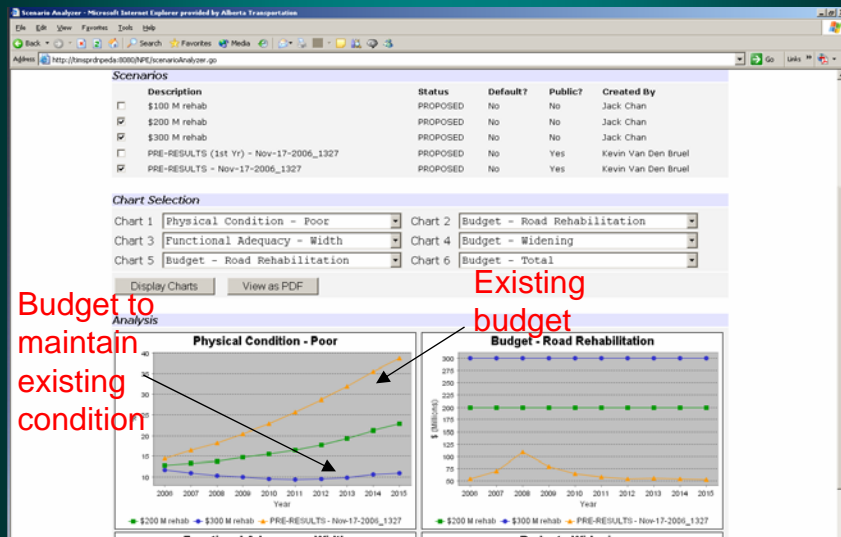 Scenario Analyzer - Microsoft Internet Explorer provided by Alberta Transportation
File Edit View Favorites Tools Help
Back Search Favorites Media
Address http://timsprdnpeda:8080/NPE/scenarioAnalyzer.go Go Links »
Scenarios
Description Status Default? Public? Created By
$100 M rehab PROPOSED No No Jack Chan
$200 M rehab PROPOSED No No Jack Chan
$300 M rehab PROPOSED No No Jack Chan
PRE-RESULTS (1st Yr) - Nov-17-2006_1327 PROPOSED No Yes Kevin Van Den Bruel
PRE-RESULTS - Nov-17-2006_1327 PROPOSED No Yes Kevin Van Den Bruel
Chart Selection
Chart 1 Physical Condition - Poor Chart 2 Budget - Road Rehabilitation
Chart 3 Functional Adequacy - Width Chart 4 Budget - Widening
Chart 5 Budget - Road Rehabilitation Chart 6 Budget - Total
Display Charts View as PDF
Existing
budget
Budget to
maintain
existing
condition
Analysis
Physical Condition - Poor
40
20
15
10
2006 2007 2008 2009 2010 2011 2012 2013 2014 2015
Year
$200 M rehab $300 M rehab PRE-RESULTS - Nov-17-2006_1327
Budget - Road Rehabilitation
$ (Millions)
300
275
250
225
200
175
150
125
100
75
50
2006 2007 2008 2009 2010 2011 2012 2013 2014 2015
Year
$200 M rehab $300 M rehab PRE-RESULTS - Nov-17-2006_1327